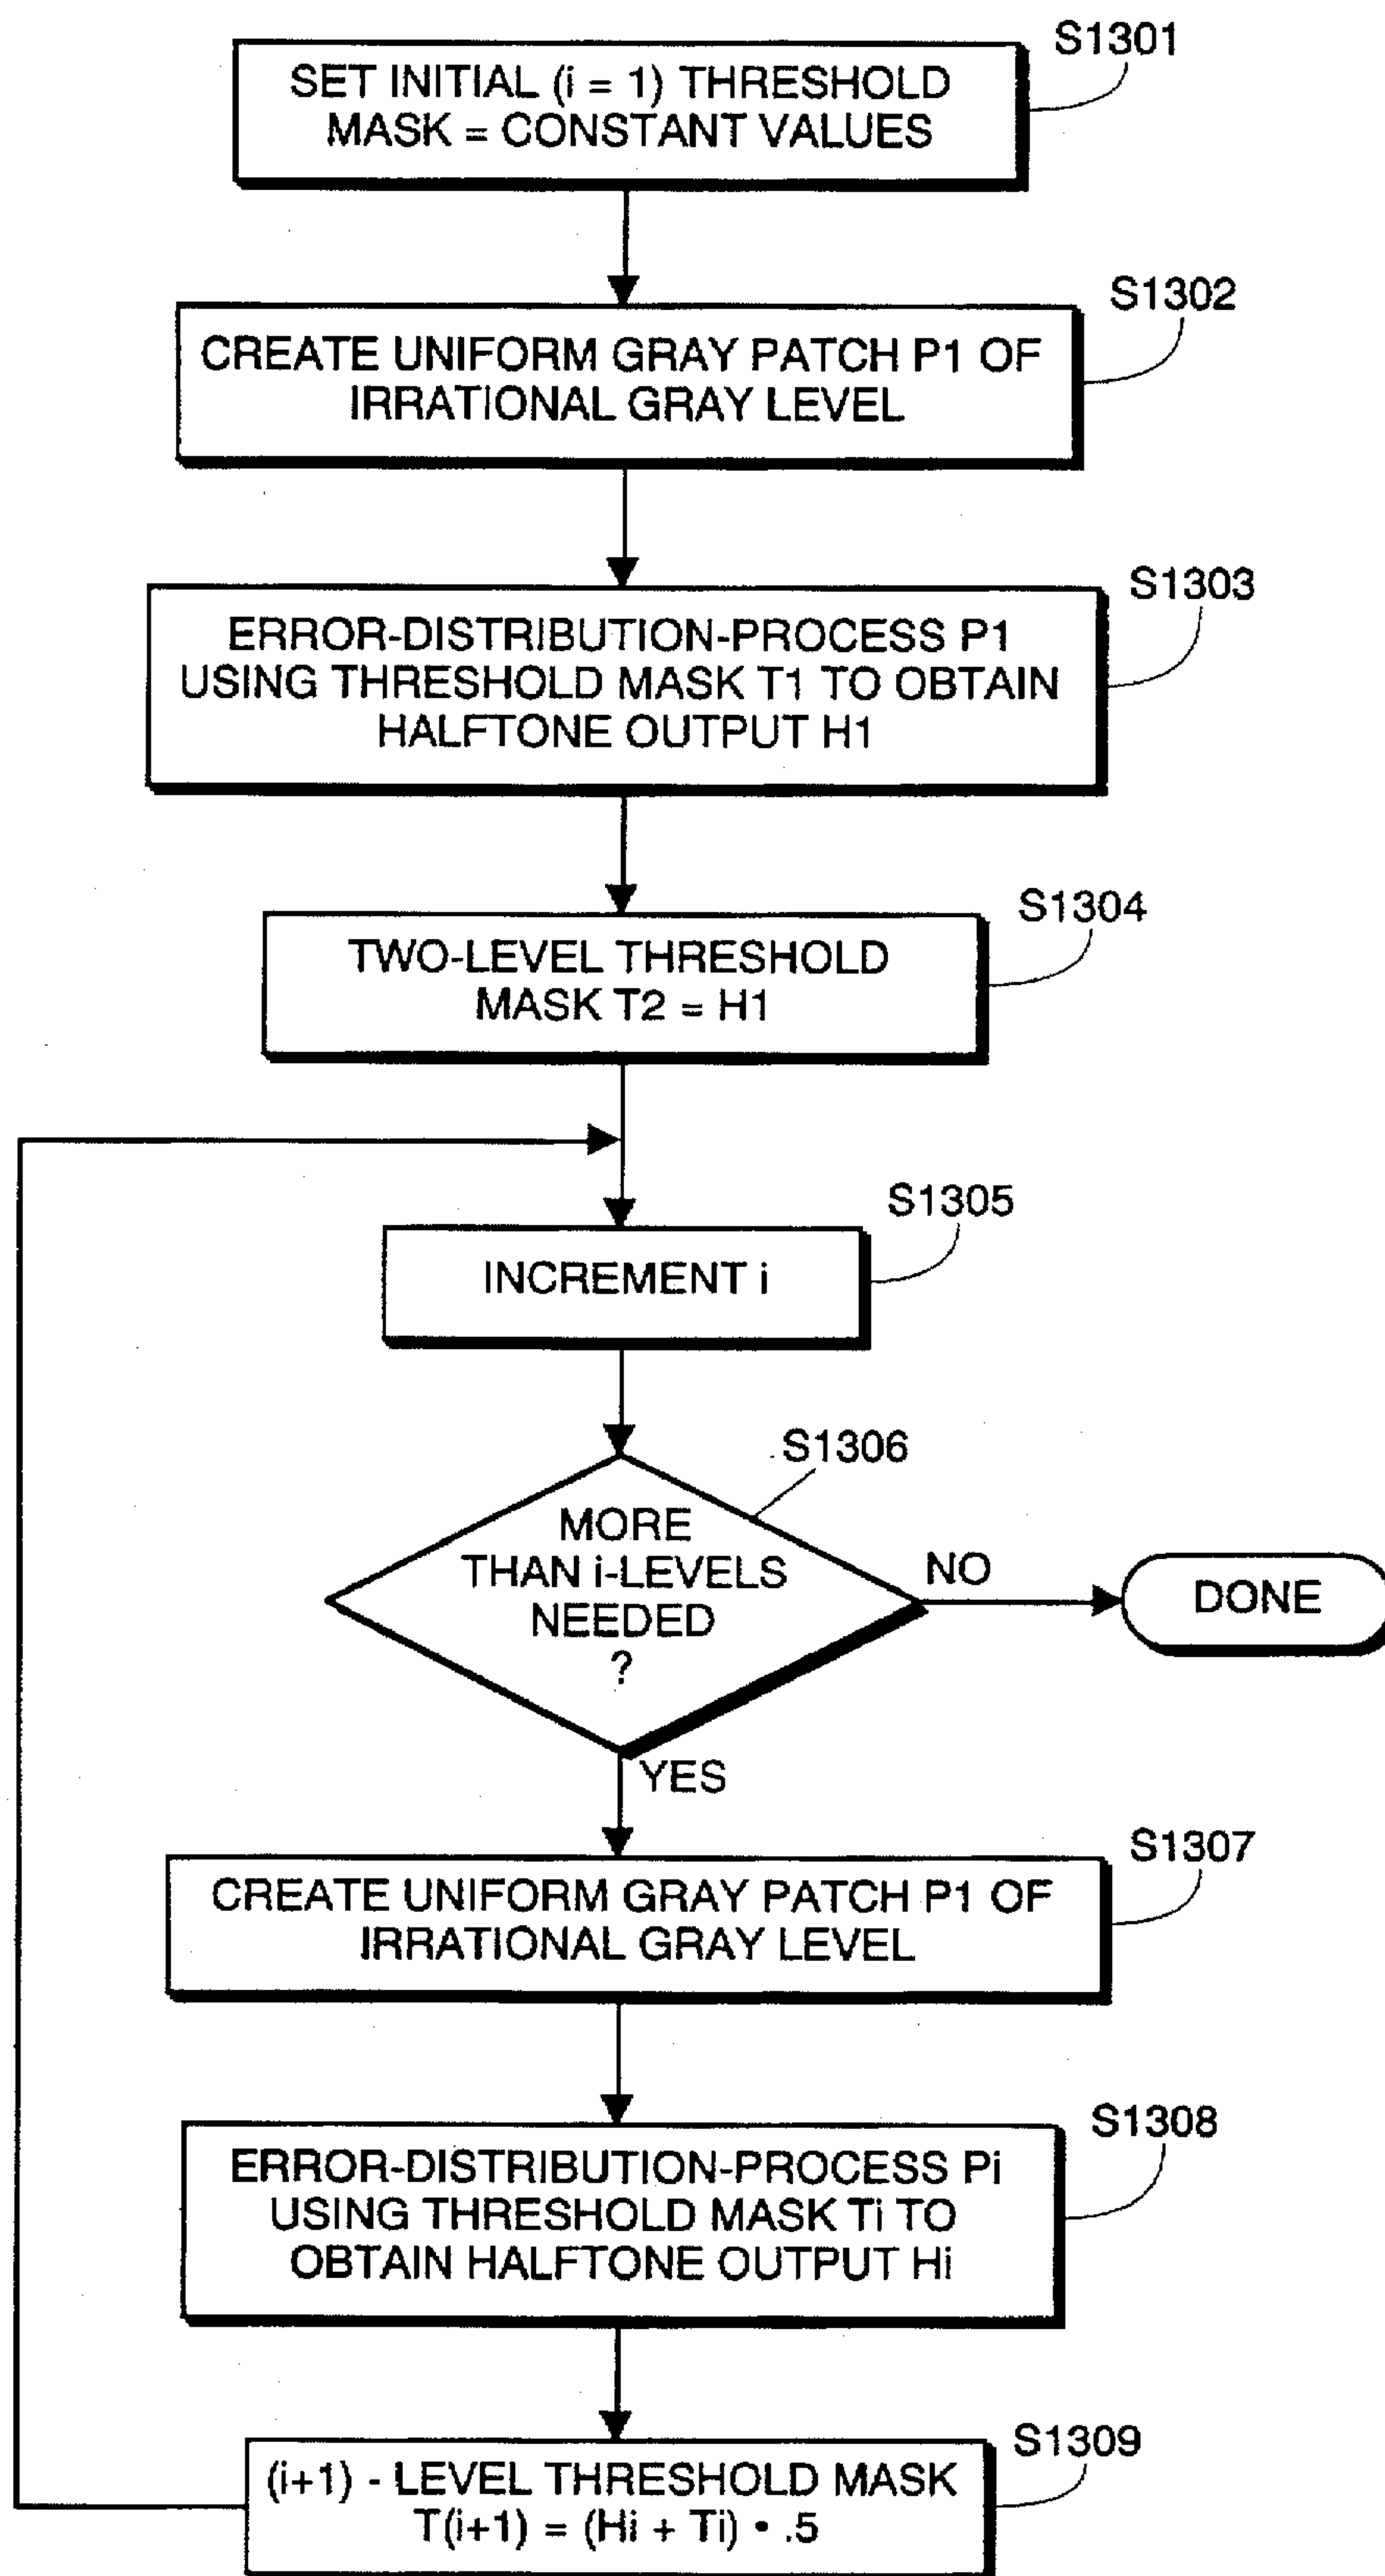 S1301
SET INITIAL (i = 1) THRESHOLD
MASK = CONSTANT VALUES
S1302
CREATE UNIFORM GRAY PATCH P1 OF
IRRATIONAL GRAY LEVEL
S1303
ERROR-DISTRIBUTION-PROCESS P1
USING THRESHOLD MASK T1 TO OBTAIN
HALFTONE OUTPUT H1
S1304
TWO-LEVEL THRESHOLD
MASK T2 = H1
S1305
INCREMENT i
S1306
MORE
THAN i-LEVELS
NEEDED
?
NO
DONE
YES
S1307
CREATE UNIFORM GRAY PATCH P1 OF
IRRATIONAL GRAY LEVEL
S1308
ERROR-DISTRIBUTION-PROCESS Pi
USING THRESHOLD MASK Ti TO
OBTAIN HALFTONE OUTPUT Hi
S1309
(i+1) - LEVEL THRESHOLD MASK
T(i+1) = (Hi + Ti) • .5